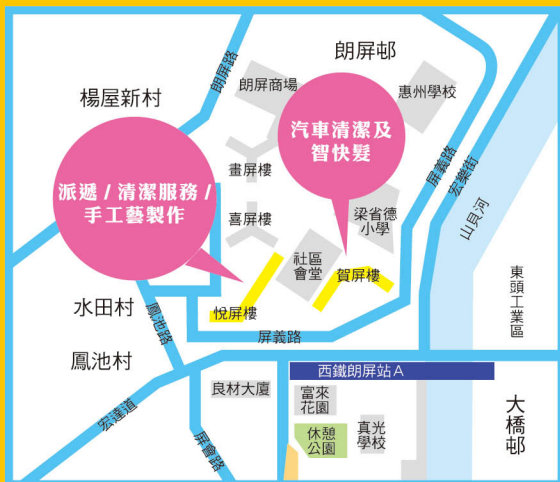 朗屏邨
朗屏路
朗屏商場
惠州學校
楊屋新村
汽車清潔及
智快髮
畫屏樓
派遞 / 清潔服務 /
手工藝製作
屏義路
宏樂街
山貝河
喜屏樓
梁省德
小學
社區
會堂
賀屏樓
東頭工業區
水田村
鳳池路
悅屏樓
屏義路
鳳池村
西鐵朗屏站 A
良材大廈
富來
花園
宏達道
屏會路
休憩
公園
真光
學校
大橋邨